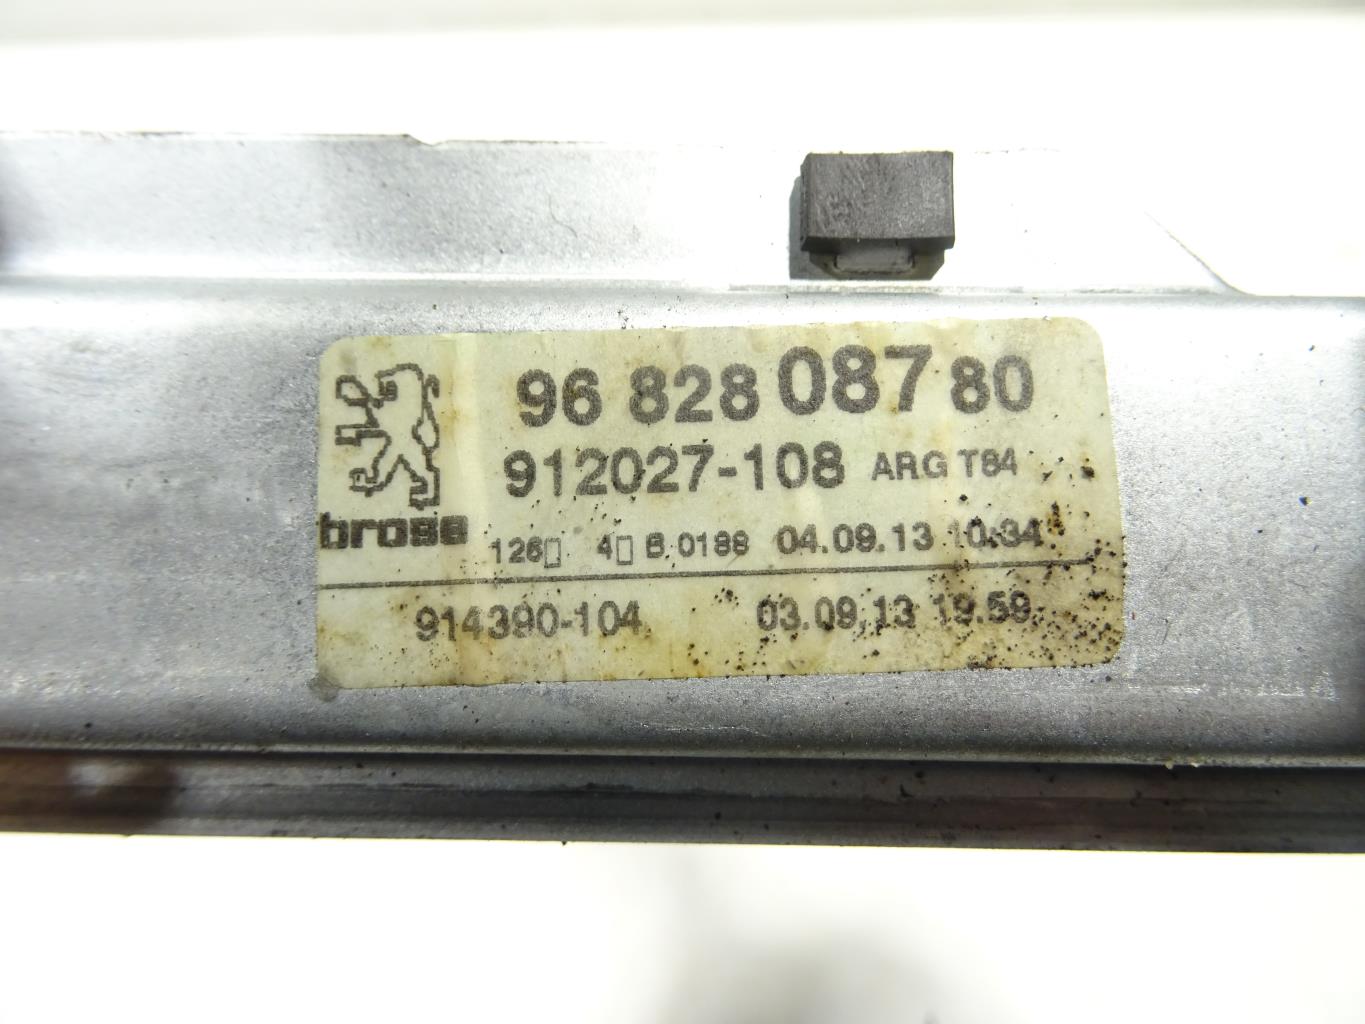 96 828 087 80
912027-108 ARG T84
brose
126□ 4□ B.0188 04.09.13 10:34
914390-104 03.09.13 19.59